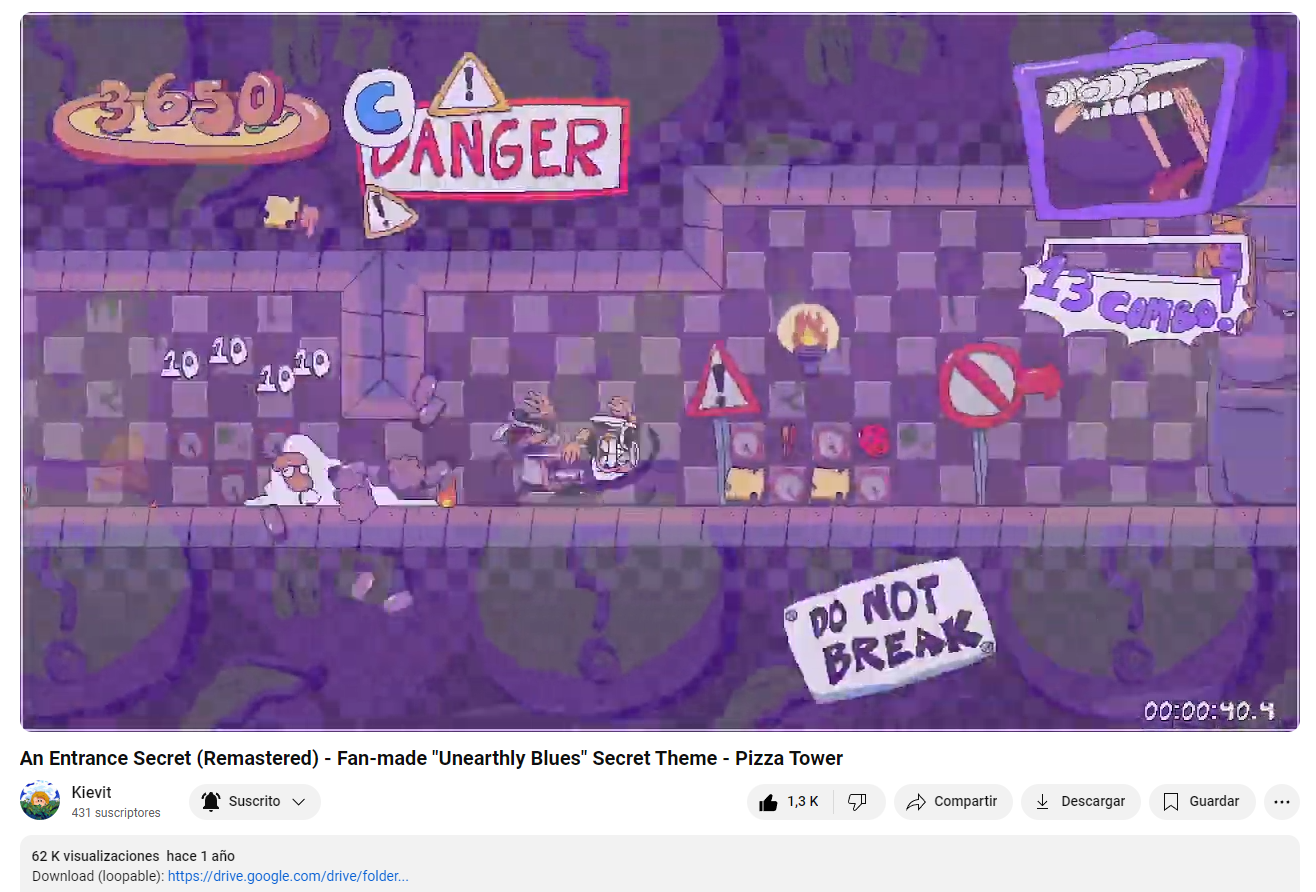 3650
C
!
DANGER
!
13 COMBO!
10 10 10 10
!
DO NOT
BREAK
00:00:40.4
An Entrance Secret (Remastered) - Fan-made "Unearthly Blues" Secret Theme - Pizza Tower
Kievit
431 suscriptores
Suscrito
1,3 K
Compartir
Descargar
Guardar
62 K visualizaciones hace 1 año
Download (loopable): https://drive.google.com/drive/folder...